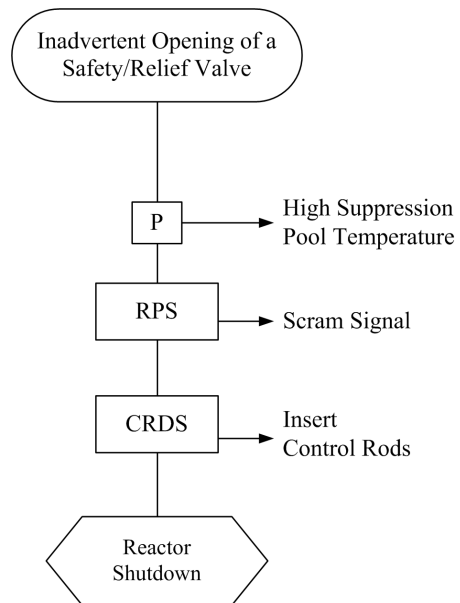 Inadvertent Opening of a
Safety/Relief Valve
P
High Suppression
Pool Temperature
RPS
Scram Signal
CRDS
Insert
Control Rods
Reactor
Shutdown